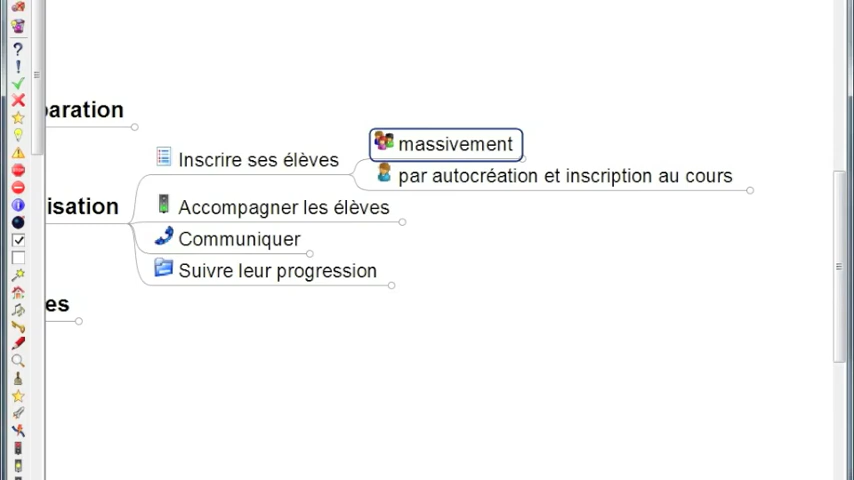 paration
massivement
Inscrire ses élèves
par autocréation et inscription au cours
isation
Accompagner les élèves
Communiquer
Suivre leur progression
es